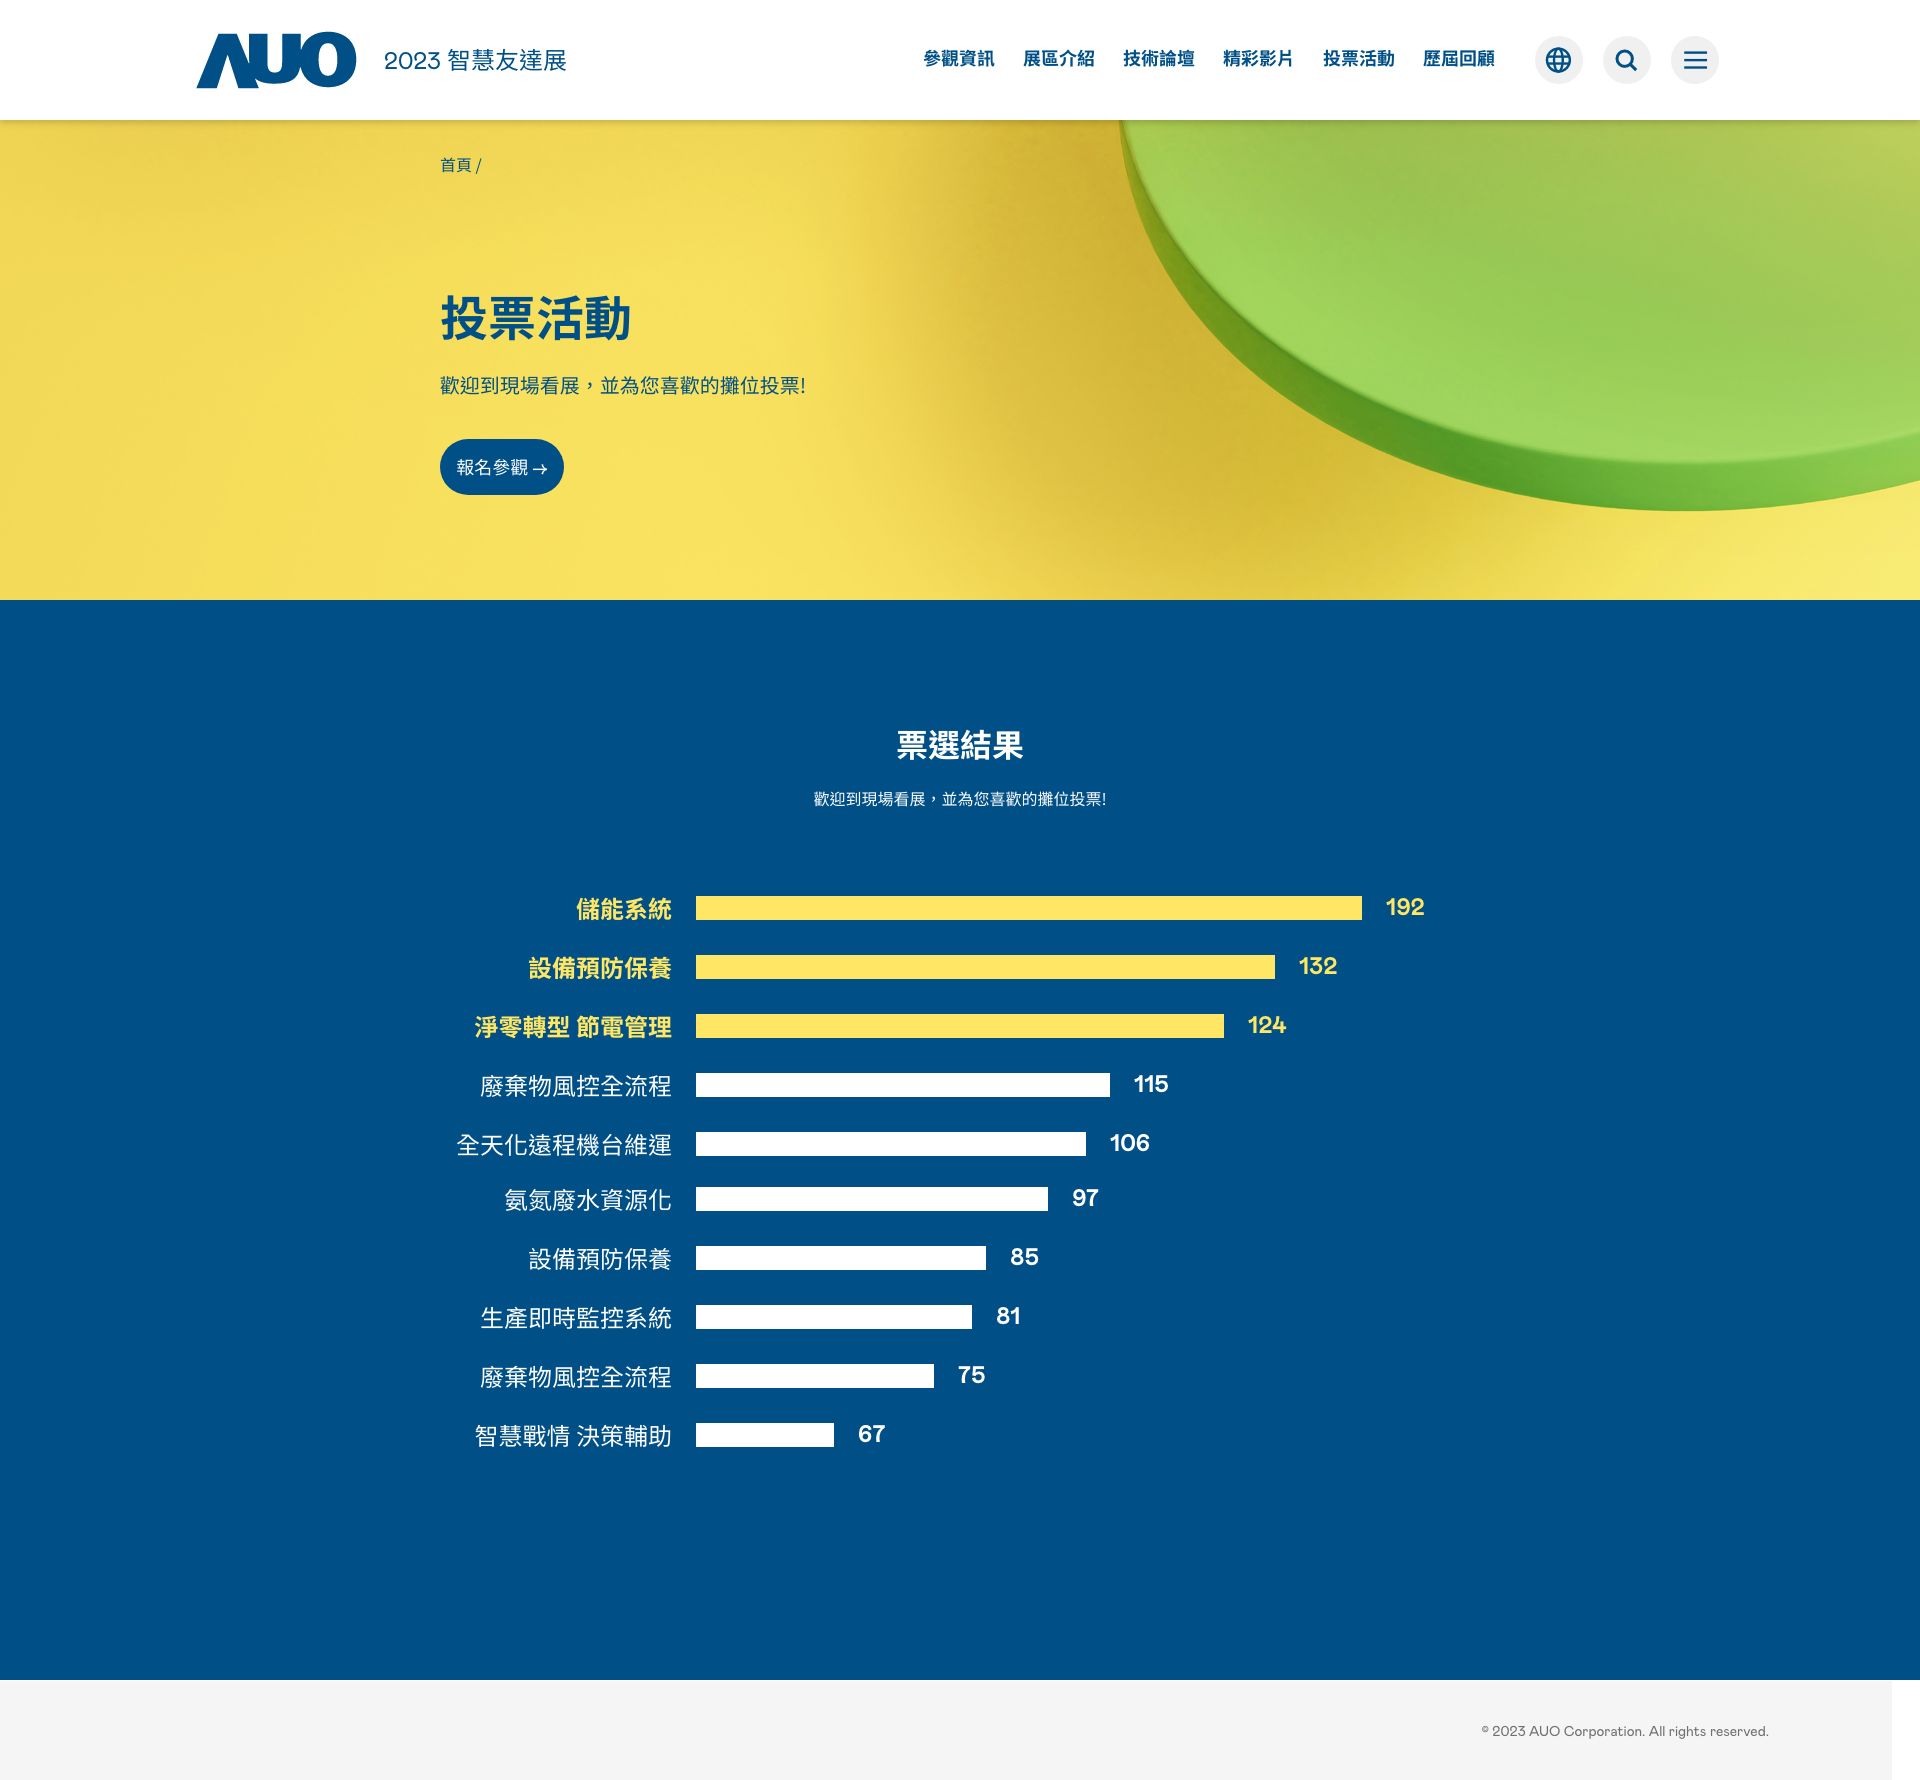 AUO
2023 智慧友達展
參觀資訊 展區介紹 技術論壇 精彩影片 投票活動 歷屆回顧
首頁 /
投票活動
歡迎到現場看展，並為您喜歡的攤位投票!
報名參觀 →
票選結果
歡迎到現場看展，並為您喜歡的攤位投票!
儲能系統 192
設備預防保養 132
淨零轉型 節電管理 124
廢棄物風控全流程 115
全天化遠程機台維運 106
氨氮廢水資源化 97
設備預防保養 85
生產即時監控系統 81
廢棄物風控全流程 75
智慧戰情 決策輔助 67
© 2023 AUO Corporation. All rights reserved.